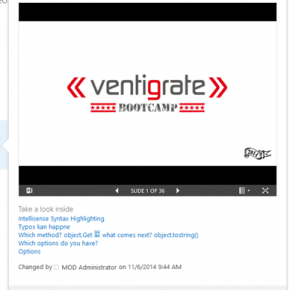 ventigrate
BOOTCAMP
SLIDE 1 OF 36
Take a look inside
Intellisense Syntax Highlighting
Typos kan happne
Which method? object.Get what comes next? object.tostring()
Which options do you have?
Options
Changed by MOD Administrator on 11/6/2014 9:44 AM